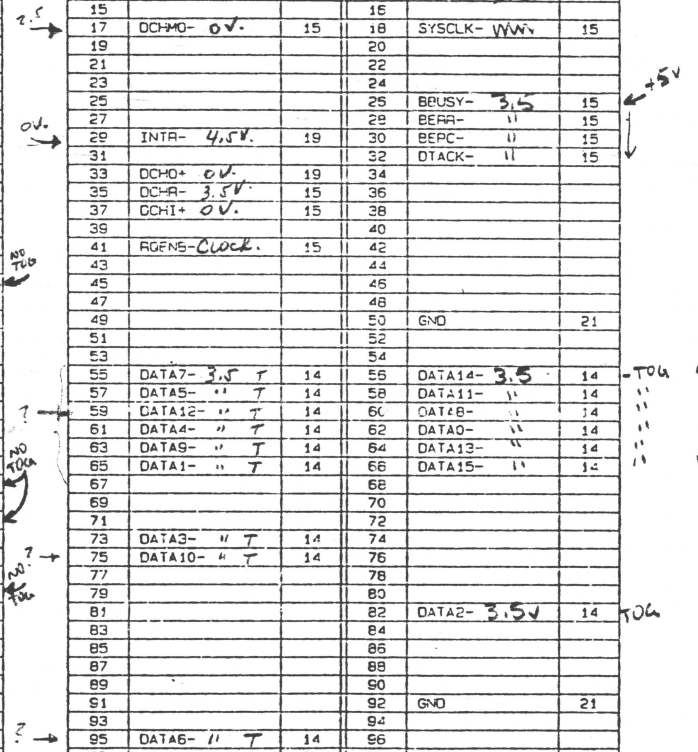 15 16
2.5 → 17 DCHMO- 0V. 15 18 SYSCLK- 15
19 20
21 22
23 24
25 26 BBUSY- 3.5 15 +5V
27 28 BERR- " 15
0V. → 29 INTR- 4.5V. 19 30 BEPC- " 15
31 32 DTACK- " 15
33 DCHO+ 0V. 19 34
35 DCHR- 3.5V. 15 36
37 DCHI+ 0V. 15 38
39 40
41 RGENS- CLOCK. 15 42
NO TOG
43 44
45 46
47 48
49 50 GND 21
51 52
53 54
55 DATA7- 3.5 T 14 56 DATA14- 3.5 14 - TOG
57 DATA5- " T 14 58 DATA11- " 14 "
? → 59 DATA12- " T 14 60 DATA8- " 14 "
61 DATA4- " T 14 62 DATA0- " 14 "
63 DATA9- " T 14 64 DATA13- " 14 "
NO TOG
65 DATA1- " T 14 66 DATA15- " 14 "
67 68
69 70
71 72
73 DATA3- " T 14 74
? → 75 DATA10- " T 14 76
NO TOG
77 78
79 80
81 82 DATA2- 3.5V 14 TOG
83 84
85 86
87 88
89 90
91 92 GND 21
93 94
? → 95 DATA6- " T 14 96